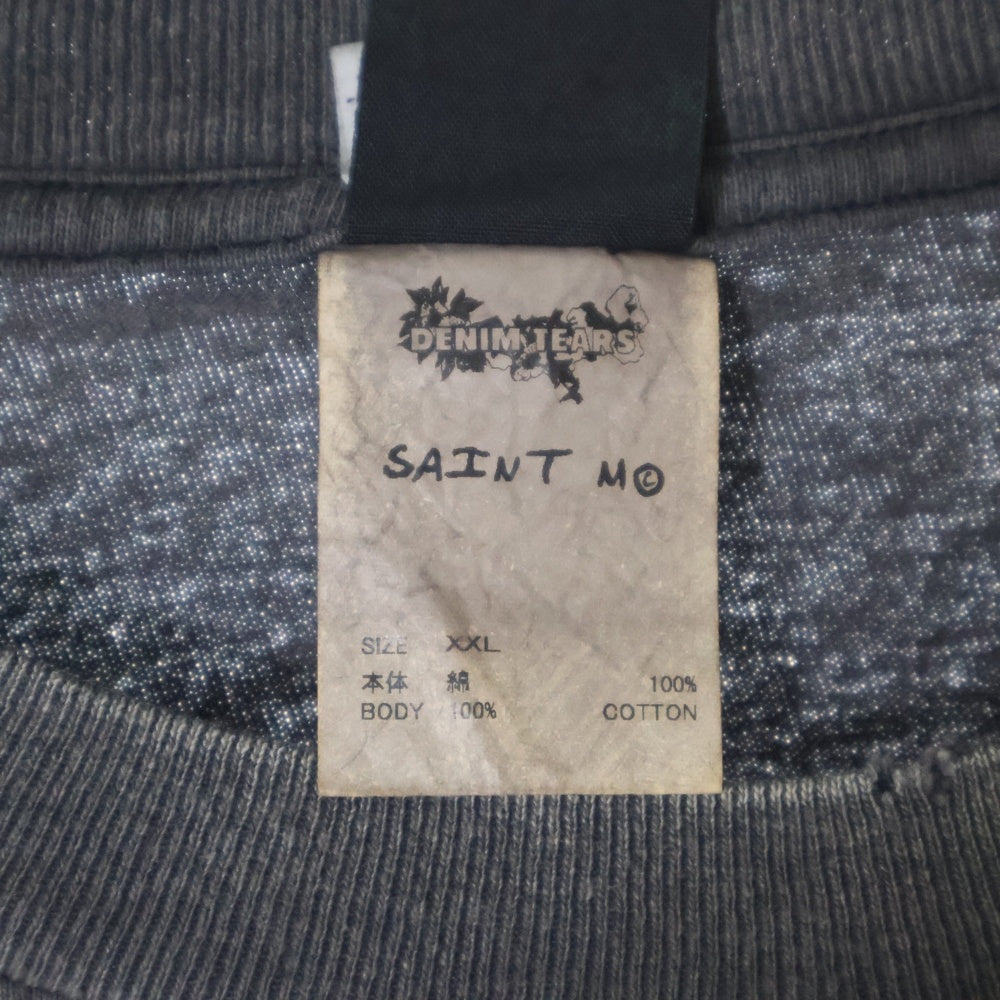 DENIM TEARS
SAINT M©
SIZE XXL
本体 綿 100%
BODY 100% COTTON